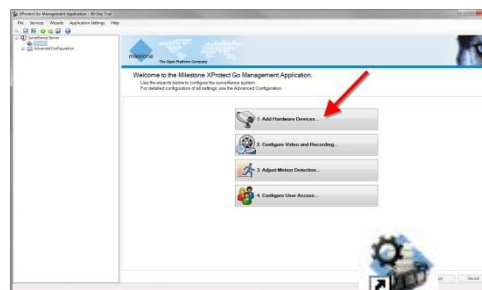 XProtect Go Management Application - 30-Day Trial
File Services Wizards Application Settings Help
Surveillance Server
Advanced Configuration
milestone
The Open Platform Company
Welcome to the Milestone XProtect Go Management Application.
Use the wizards below to configure the surveillance system.
For detailed configuration of all settings, use the Advanced Configuration.
1. Add Hardware Devices...
2. Configure Video and Recording...
3. Adjust Motion Detection...
4. Configure User Access...